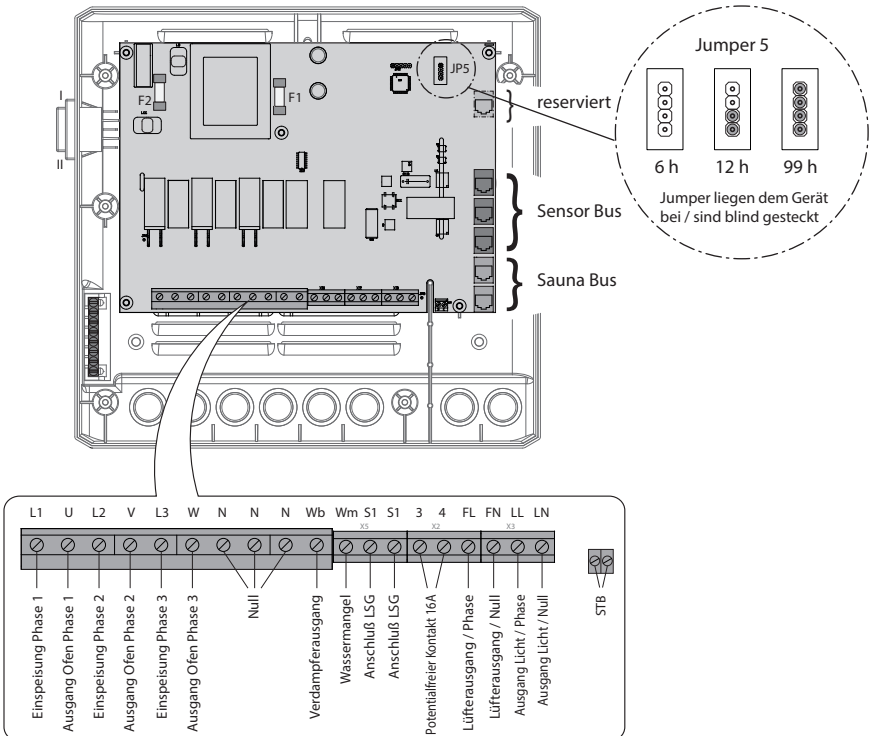 Jumper 5
6 h 12 h 99 h
Jumper liegen dem Gerät
bei / sind blind gesteckt
JP5
F2
F1
I
II
reserviert
Sensor Bus
Sauna Bus
L1 U L2 V L3 W N N N Wb Wm S1 S1 3 4 FL FN LL LN
X5 X2 X3
Einspeisung Phase 1
Ausgang Ofen Phase 1
Einspeisung Phase 2
Ausgang Ofen Phase 2
Einspeisung Phase 3
Ausgang Ofen Phase 3
Null
Verdampferausgang
Wassermangel
Anschluß LSG
Anschluß LSG
Potentialfreier Kontakt 16A
Lüfterausgang / Phase
Lüfterausgang / Null
Ausgang Licht / Phase
Ausgang Licht / Null
STB